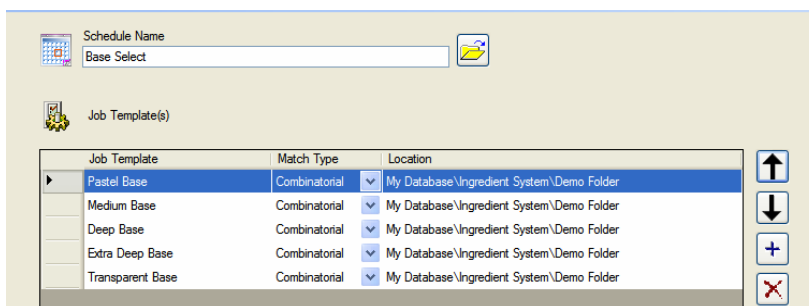 Schedule Name
Base Select
Job Template(s)
Job Template Match Type Location
Pastel Base Combinatorial My Database\Ingredient System\Demo Folder
Medium Base Combinatorial My Database\Ingredient System\Demo Folder
Deep Base Combinatorial My Database\Ingredient System\Demo Folder
Extra Deep Base Combinatorial My Database\Ingredient System\Demo Folder
Transparent Base Combinatorial My Database\Ingredient System\Demo Folder